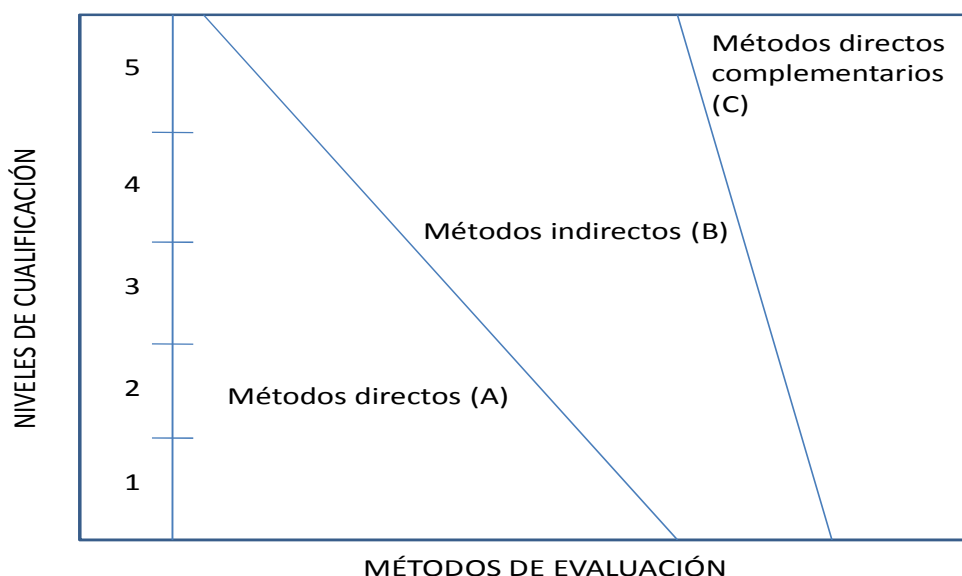 NIVELES DE CUALIFICACIÓN
5
4
3
2
1
Métodos directos
complementarios
(C)
Métodos indirectos (B)
Métodos directos (A)
MÉTODOS DE EVALUACIÓN